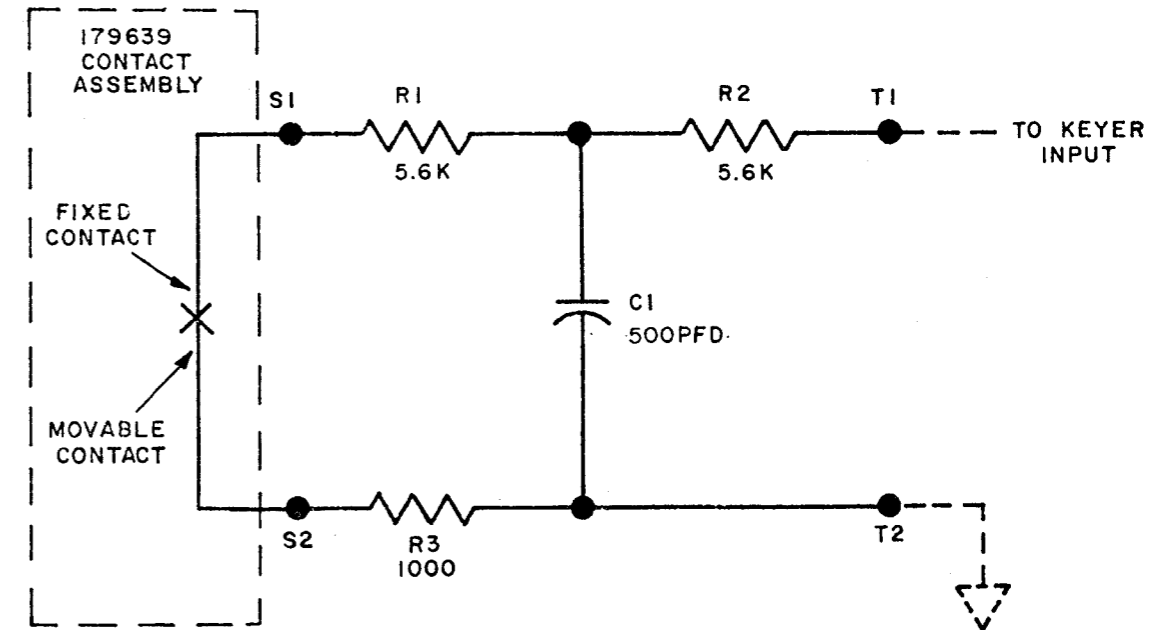 179639
CONTACT
ASSEMBLY
S1
R1
5.6K
R2
5.6K
T1
TO KEYER
INPUT
FIXED
CONTACT
C1
500PFD.
MOVABLE
CONTACT
S2
R3
1000
T2